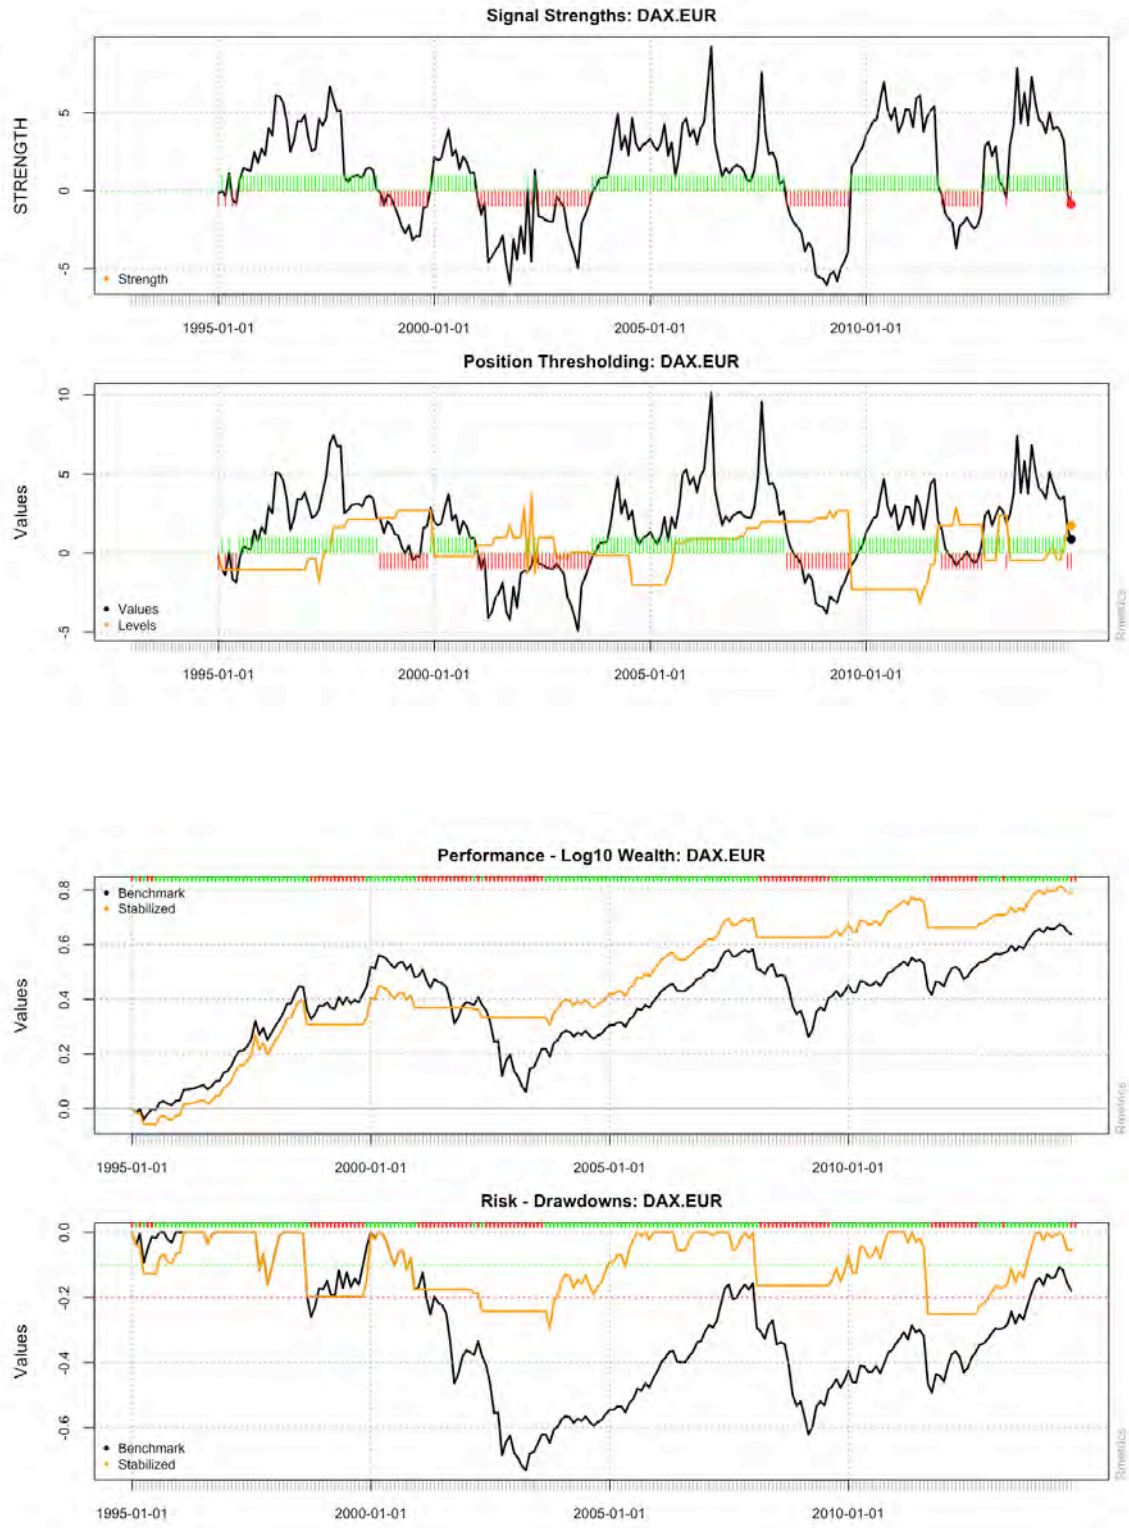 Signal Strengths: DAX.EUR
STRENGTH
5
0
-5
Strength
1995-01-01 2000-01-01 2005-01-01 2010-01-01
Position Thresholding: DAX.EUR
Values
10
5
0
-5
Values
Levels
Rmetrics
1995-01-01 2000-01-01 2005-01-01 2010-01-01
Performance - Log10 Wealth: DAX.EUR
Values
0.8
0.6
0.4
0.2
0.0
Benchmark
Stabilized
Rmetrics
1995-01-01 2000-01-01 2005-01-01 2010-01-01
Risk - Drawdowns: DAX.EUR
Values
0.0
-0.2
-0.4
-0.6
Benchmark
Stabilized
Rmetrics
1995-01-01 2000-01-01 2005-01-01 2010-01-01